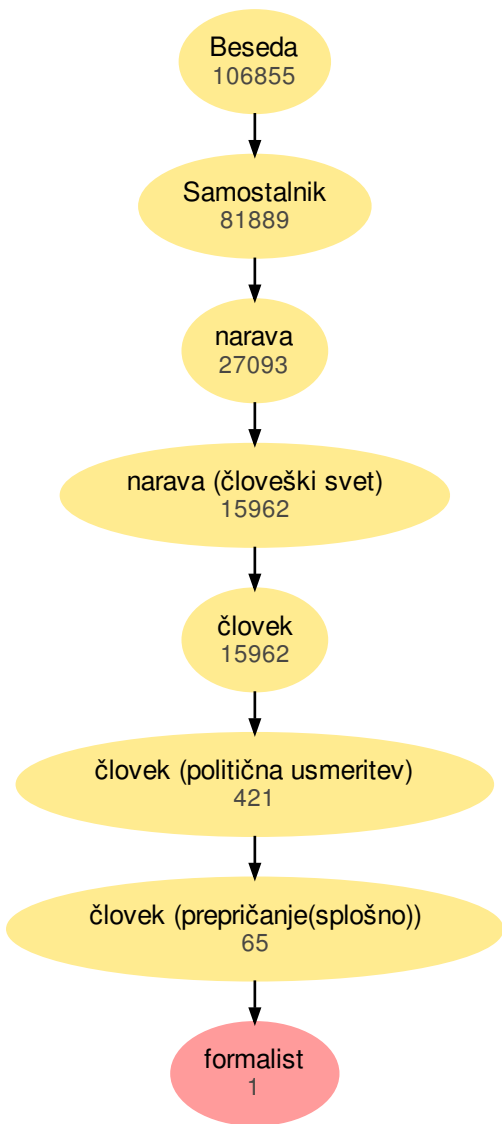 Beseda
106855
Samostalnik
81889
narava
27093
narava (človeški svet)
15962
človek
15962
človek (politična usmeritev)
421
človek (prepričanje(splošno))
65
formalist
1